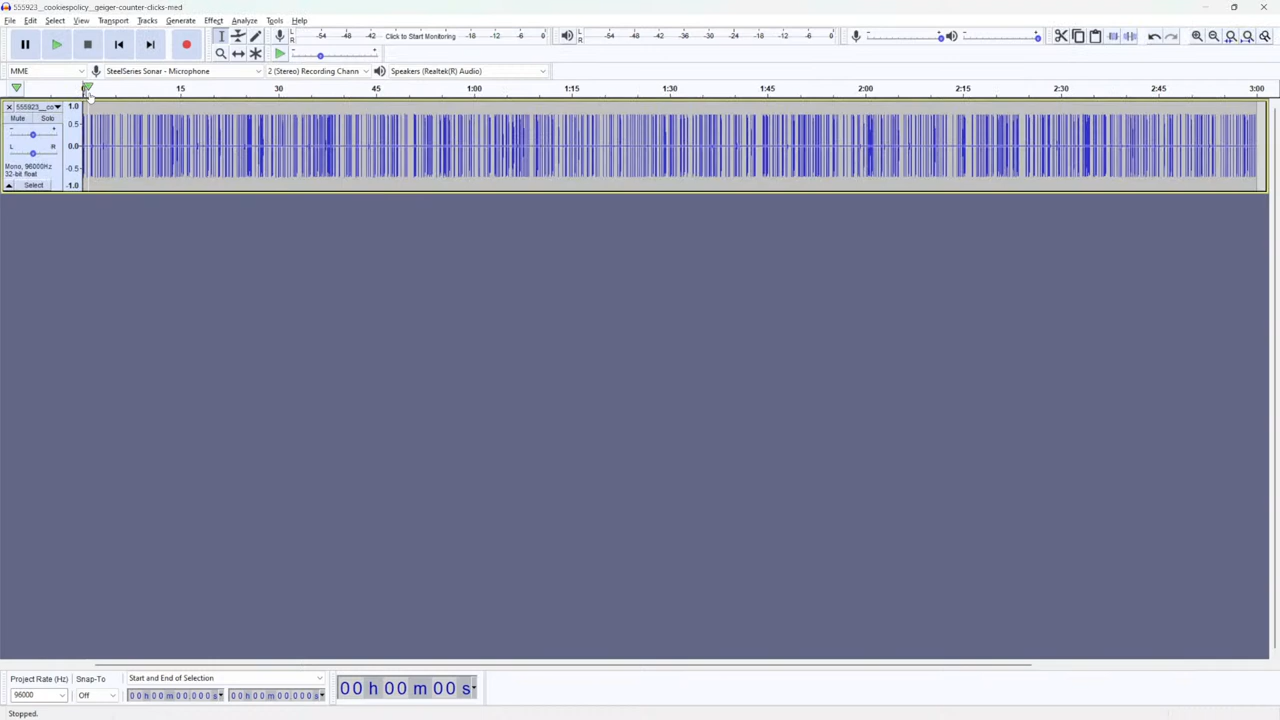 555923__cookiespolicy__geiger-counter-clicks-med
File Edit Select View Transport Tracks Generate Effect Analyze Tools Help
L R -54 -48 -42 Click to Start Monitoring -18 -12 -6 0 L R -54 -48 -42 -36 -30 -24 -18 -12 -6 0
MME SteelSeries Sonar - Microphone 2 (Stereo) Recording Chann Speakers (Realtek(R) Audio)
0 15 30 45 1:00 1:15 1:30 1:45 2:00 2:15 2:30 2:45 3:00
555923__co 1.0
Mute Solo
0.5
- +
L R 0.0
Mono, 96000Hz -0.5
32-bit float
Select -1.0
Project Rate (Hz) Snap-To Start and End of Selection
96000 Off 00 h 00 m 00.000 s 00 h 00 m 00.000 s 00 h 00 m 00 s
Stopped.